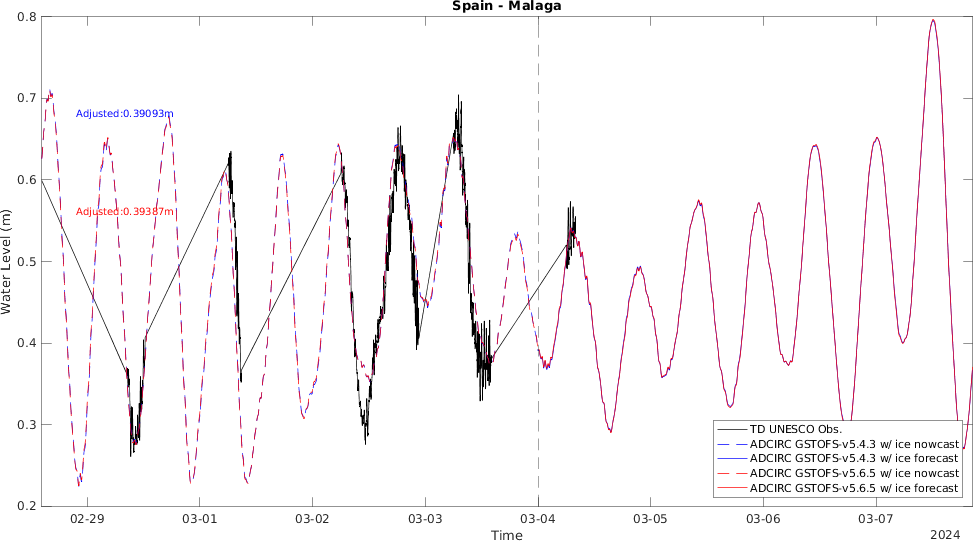 Spain - Malaga
Water Level (m)
0.8
0.7
0.6
0.5
0.4
0.3
0.2
Adjusted:0.39093m
Adjusted:0.39387m
TD UNESCO Obs.
ADCIRC GSTOFS-v5.4.3 w/ ice nowcast
ADCIRC GSTOFS-v5.4.3 w/ ice forecast
ADCIRC GSTOFS-v5.6.5 w/ ice nowcast
ADCIRC GSTOFS-v5.6.5 w/ ice forecast
02-29
03-01
03-02
03-03
03-04
03-05
03-06
03-07
Time
2024